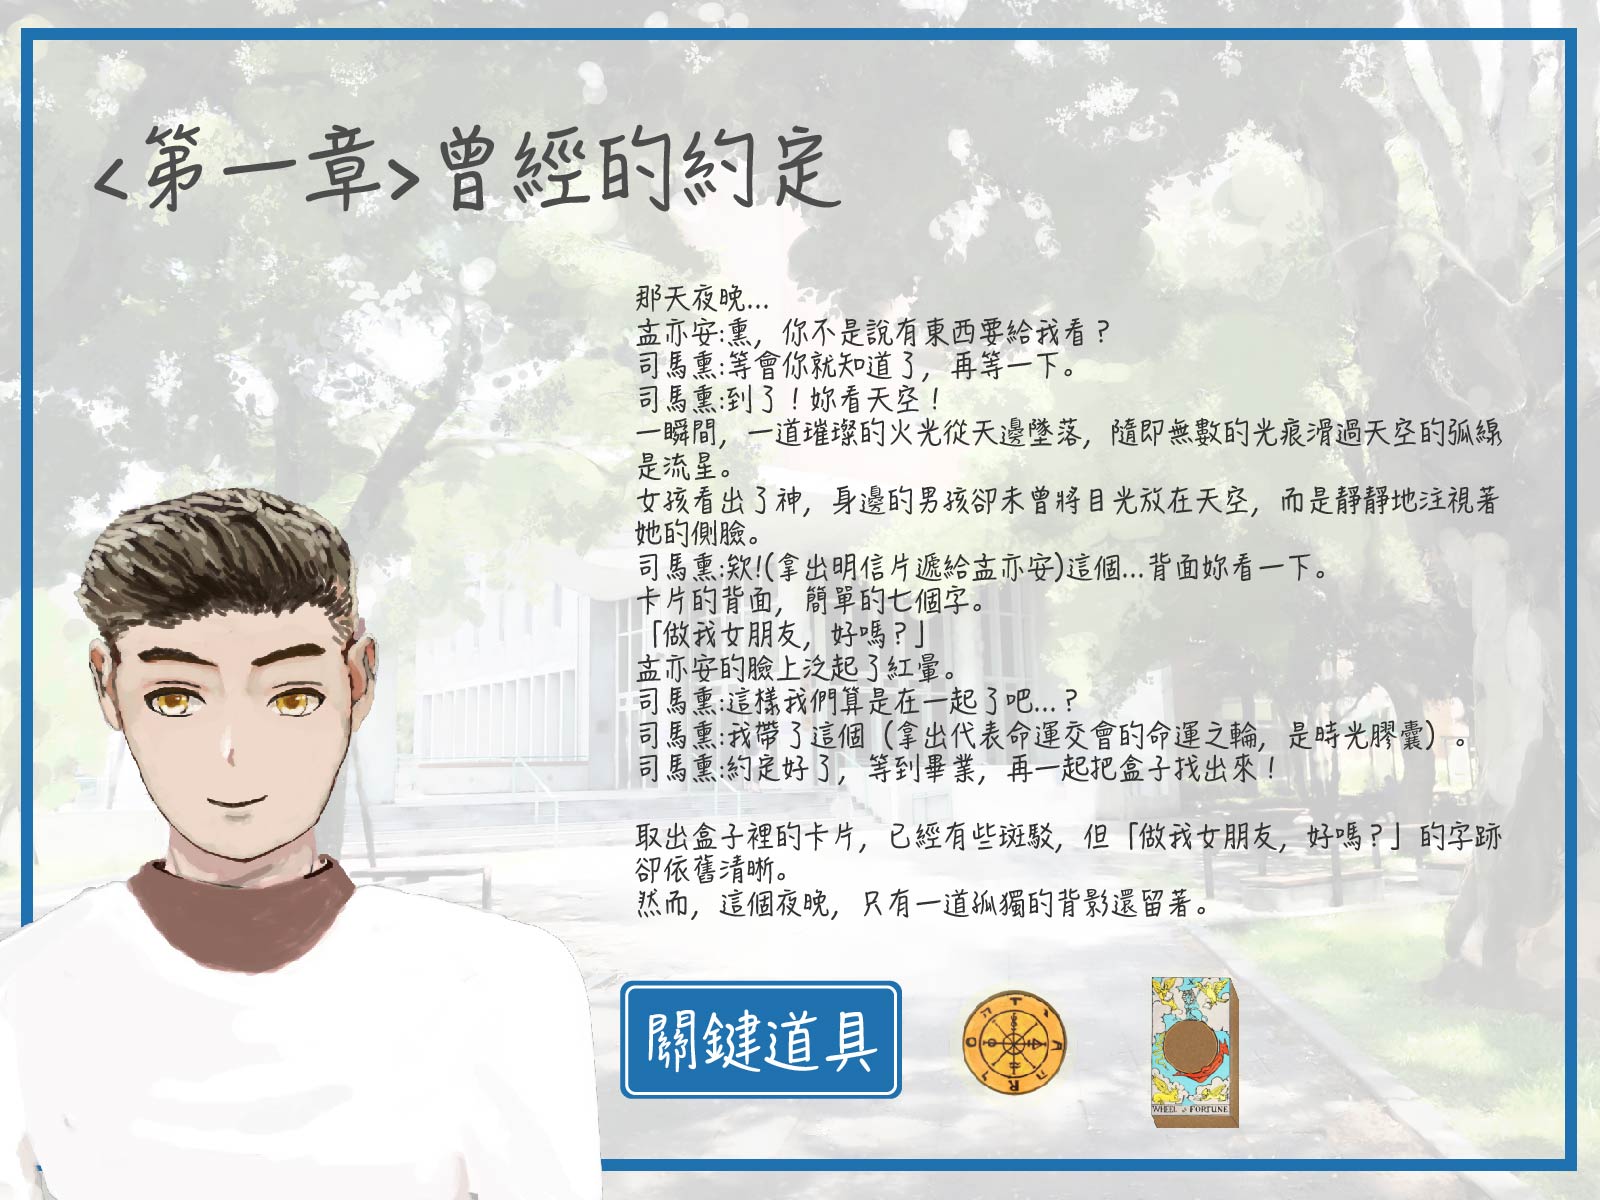 <第一章>曾經的約定
那天夜晚...
孟亦安:熏，你不是說有東西要給我看？
司馬熏:等會你就知道了，再等一下。
司馬熏:到了！妳看天空！
一瞬間，一道璀璨的火光從天邊墜落，隨即無數的光痕滑過天空的弧線
是流星。
女孩看出了神，身邊的男孩卻未曾將目光放在天空，而是靜靜地注視著
她的側臉。
司馬熏:欸!(拿出明信片遞給孟亦安)這個...背面妳看一下。
卡片的背面，簡單的七個字。
「做我女朋友，好嗎？」
孟亦安的臉上泛起了紅暈。
司馬熏:這樣我們算是在一起了吧...？
司馬熏:我帶了這個（拿出代表命運交會的命運之輪，是時光膠囊）。
司馬熏:約定好了，等到畢業，再一起把盒子找出來！
取出盒子裡的卡片，已經有些斑駁，但「做我女朋友，好嗎？」的字跡
卻依舊清晰。
然而，這個夜晚，只有一道孤獨的背影還留著。
關鍵道具
WHEEL of FORTUNE